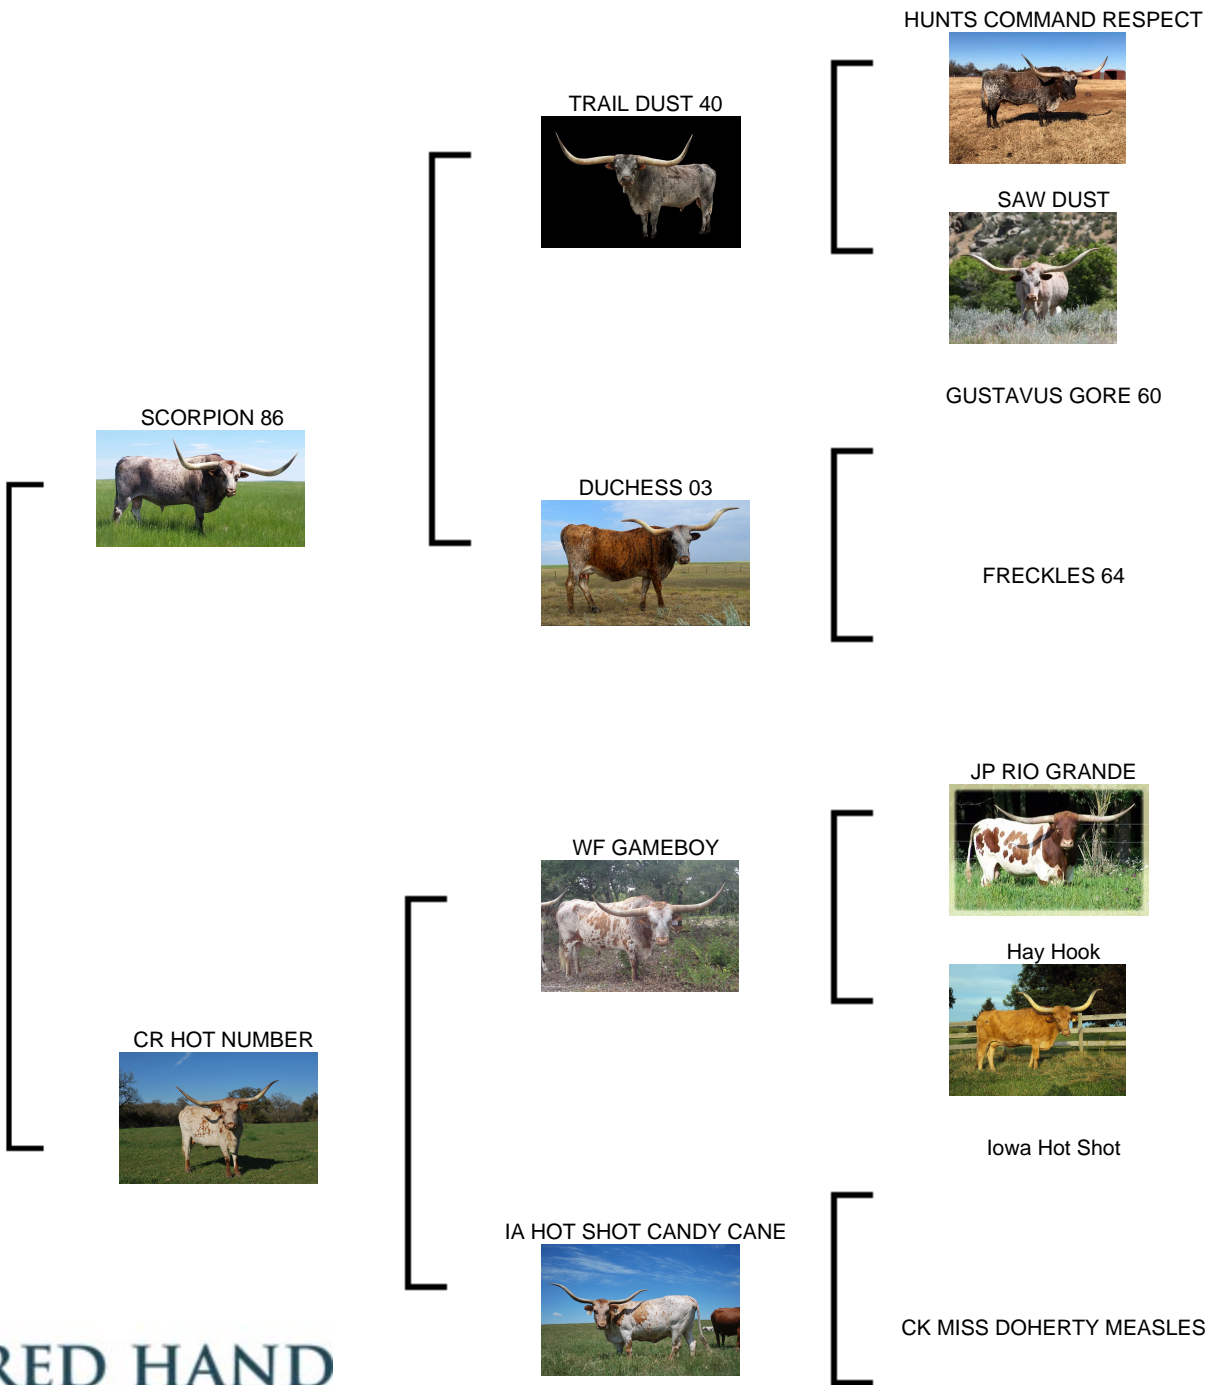 HUNTS COMMAND RESPECT
TRAIL DUST 40
SAW DUST
GUSTAVUS GORE 60
SCORPION 86
DUCHESS 03
FRECKLES 64
JP RIO GRANDE
WF GAMEBOY
Hay Hook
CR HOT NUMBER
Iowa Hot Shot
IA HOT SHOT CANDY CANE
CK MISS DOHERTY MEASLES
RED HAND